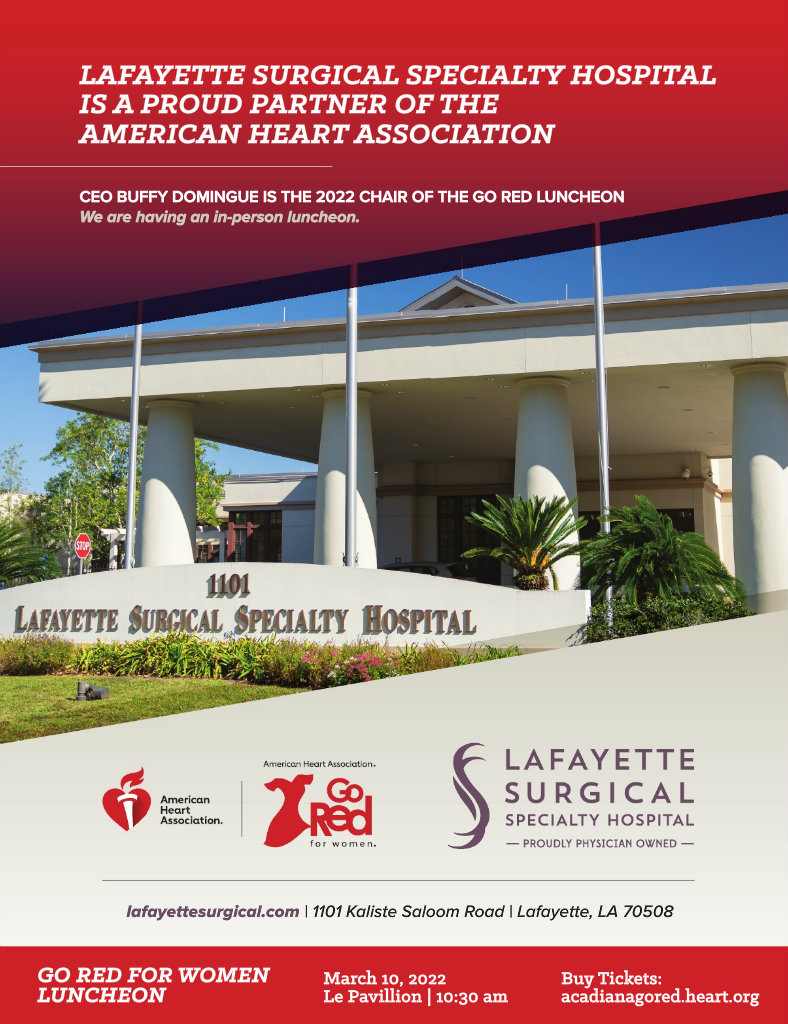 LAFAYETTE SURGICAL SPECIALTY HOSPITAL
IS A PROUD PARTNER OF THE
AMERICAN HEART ASSOCIATION
CEO BUFFY DOMINGUE IS THE 2022 CHAIR OF THE GO RED LUNCHEON
We are having an in-person luncheon.
STOP
1101
LAFAYETTE SURGICAL SPECIALTY HOSPITAL
American
Heart
Association.
American Heart Association.
Go
Red
for women.
LAFAYETTE
SURGICAL
SPECIALTY HOSPITAL
— PROUDLY PHYSICIAN OWNED —
lafayettesurgical.com | 1101 Kaliste Saloom Road | Lafayette, LA 70508
GO RED FOR WOMEN
LUNCHEON
March 10, 2022
Le Pavillion | 10:30 am
Buy Tickets:
acadianagored.heart.org